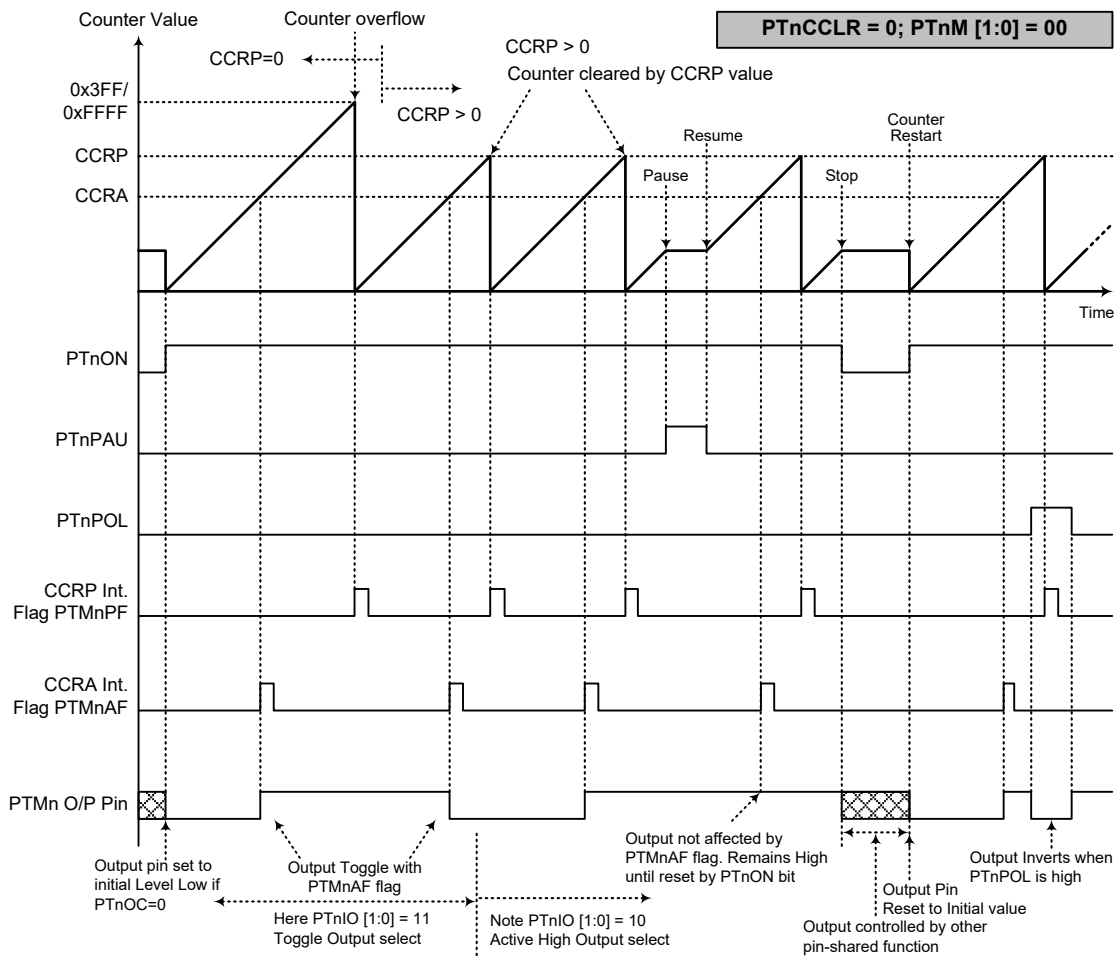 Counter Value
Counter overflow
PTnCCLR = 0; PTnM [1:0] = 00
CCRP=0
CCRP > 0
CCRP > 0
Counter cleared by CCRP value
0x3FF/
0xFFFF
CCRP
CCRA
Pause
Resume
Stop
Counter
Restart
Time
PTnON
PTnPAU
PTnPOL
CCRP Int.
Flag PTMnPF
CCRA Int.
Flag PTMnAF
PTMn O/P Pin
Output pin set to
initial Level Low if
PTnOC=0
Output Toggle with
PTMnAF flag
Here PTnIO [1:0] = 11
Toggle Output select
Note PTnIO [1:0] = 10
Active High Output select
Output not affected by
PTMnAF flag. Remains High
until reset by PTnON bit
Output Pin
Reset to Initial value
Output controlled by other
pin-shared function
Output Inverts when
PTnPOL is high